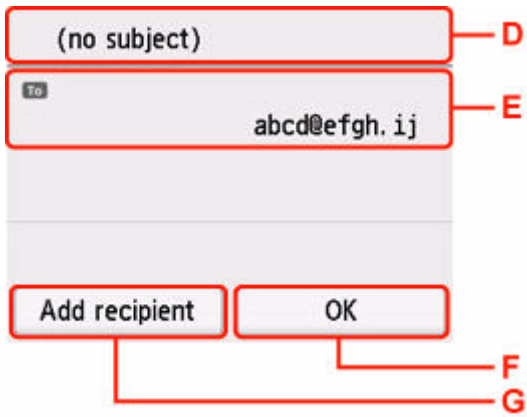 (no subject)
D
To
E
abcd@efgh.ij
Add recipient
OK
F
G